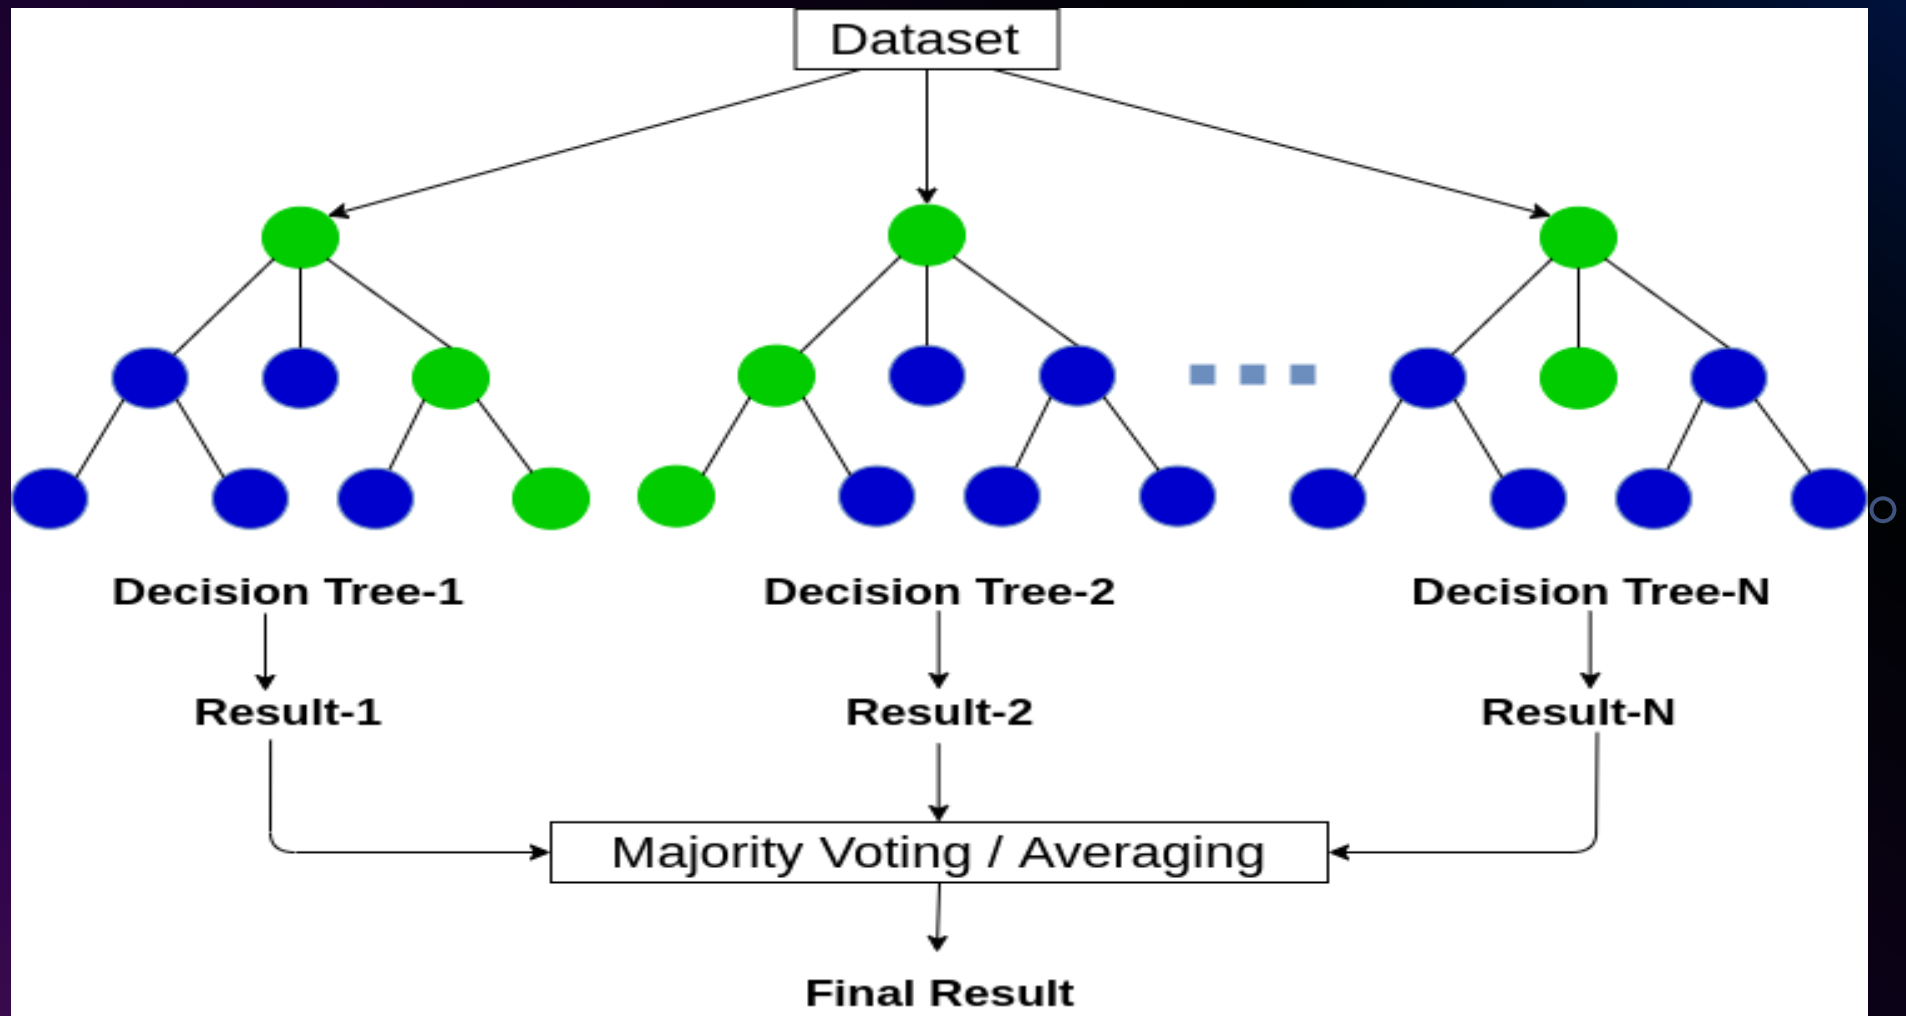 Dataset
Decision Tree-1
Decision Tree-2
Decision Tree-N
Result-1
Result-2
Result-N
Majority Voting / Averaging
Final Result